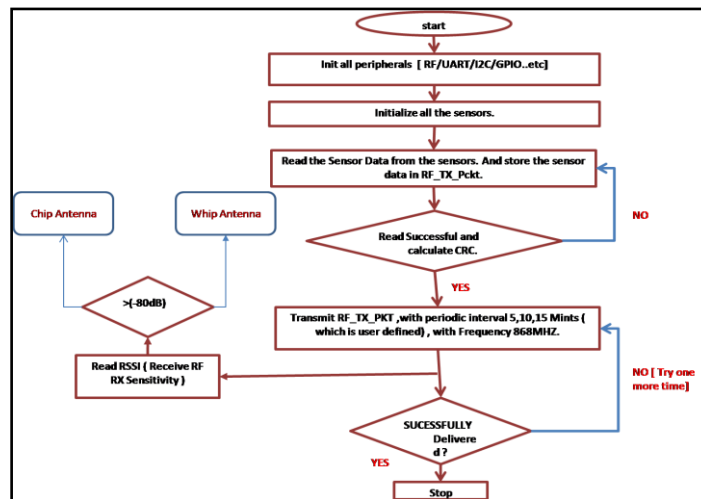 start
Init all peripherals [ RF/UART/I2C/GPIO..etc]
Initialize all the sensors.
Read the Sensor Data from the sensors. And store the sensor
data in RF_TX_Pckt.
Chip Antenna
Whip Antenna
NO
Read Successful and
calculate CRC.
YES
>(-80dB)
Transmit RF_TX_PKT ,with periodic interval 5,10,15 Mints (
which is user defined) , with Frequency 868MHZ.
Read RSSI ( Receive RF
RX Sensitivity )
NO [ Try one
more time]
SUCESSFULLY
Delivere
d ?
YES
Stop